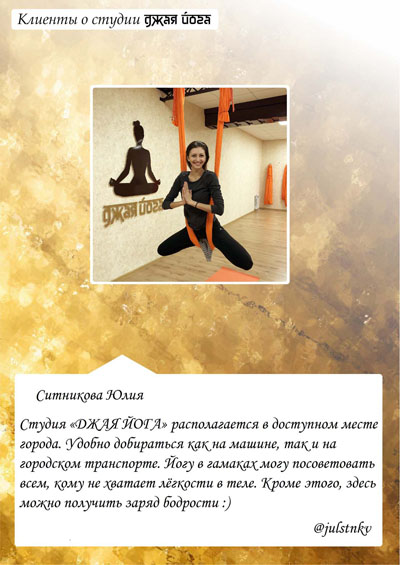 Клиенты о студии джая йога
джая йога
Ситникова Юлия
Студия «ДЖАЯ ЙОГА» располагается в доступном месте
города. Удобно добираться как на машине, так и на
городском транспорте. Йогу в гамаках могу посоветовать
всем, кому не хватает лёгкости в теле. Кроме этого, здесь
можно получить заряд бодрости :)
@julstnkv